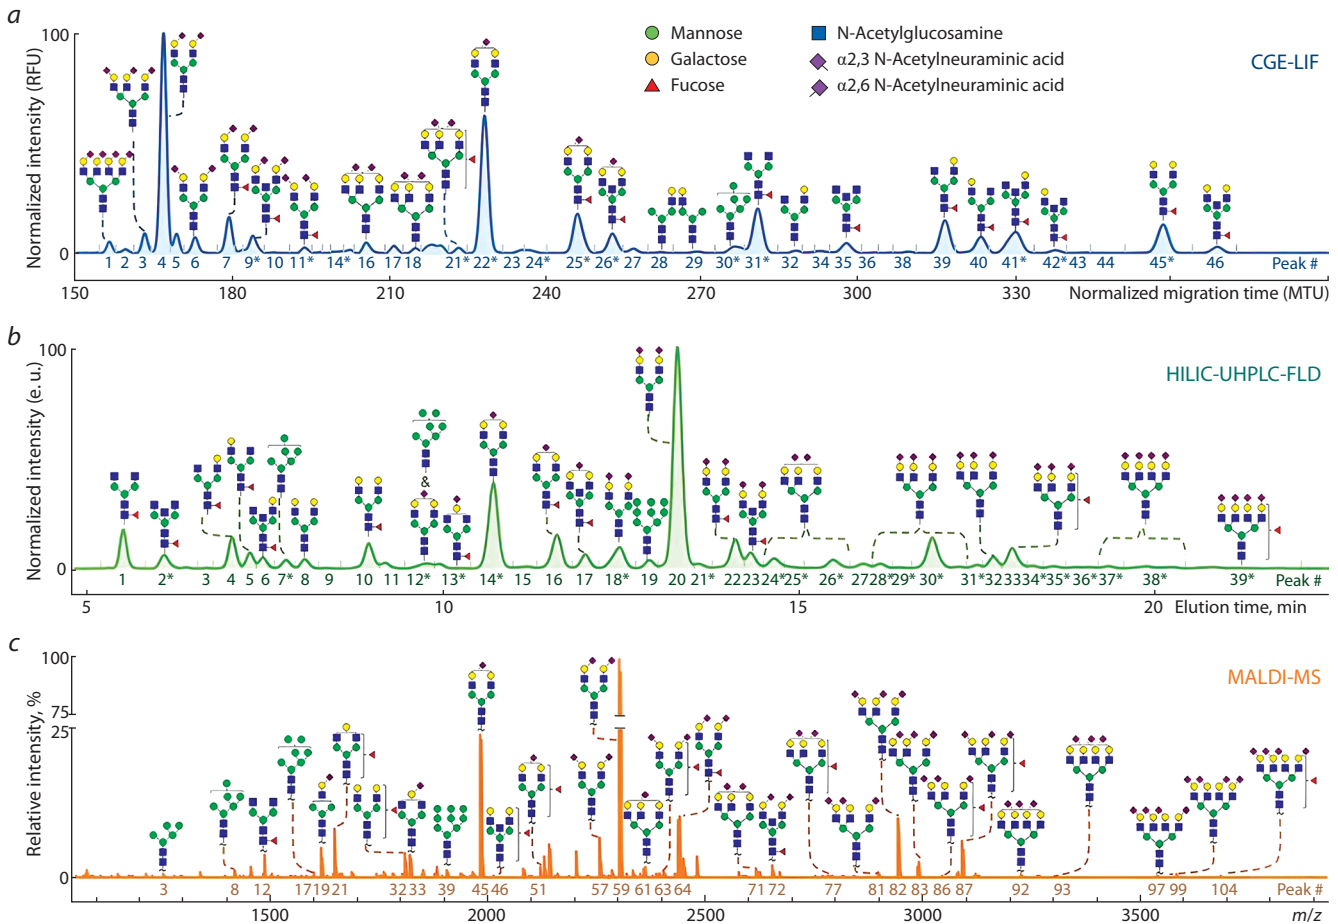 a
100
Normalized intensity (RFU)
0
Mannose
Galactose
Fucose
N-Acetylglucosamine
α2,3 N-Acetylneuraminic acid
α2,6 N-Acetylneuraminic acid
CGE-LIF
1 2 3 4 5 6 7 9* 10 11* 14* 16 17 18 21* 22* 23 24* 25* 26* 27 28 29 30* 31* 32 34 35 36 38 39 40 41* 42* 43 44 45* 46 Peak #
150 180 210 240 270 300 330 Normalized migration time (MTU)
b
100
Normalized intensity (e. u.)
0
HILIC-UHPLC-FLD
&
1 2* 3 4 5 6 7* 8 9 10 11 12* 13* 14* 15 16 17 18* 19 20 21* 22 23 24* 25* 26* 27 28* 29* 30* 31* 32 33 34* 35* 36* 37* 38* 39* Peak #
5 10 15 20 Elution time, min
c
100
75
25
Relative intensity, %
0
MALDI-MS
3 8 12 17 19 21 32 33 39 45 46 51 57 59 61 63 64 71 72 77 81 82 83 86 87 92 93 97 99 104 Peak #
1500 2000 2500 3000 3500 m/z